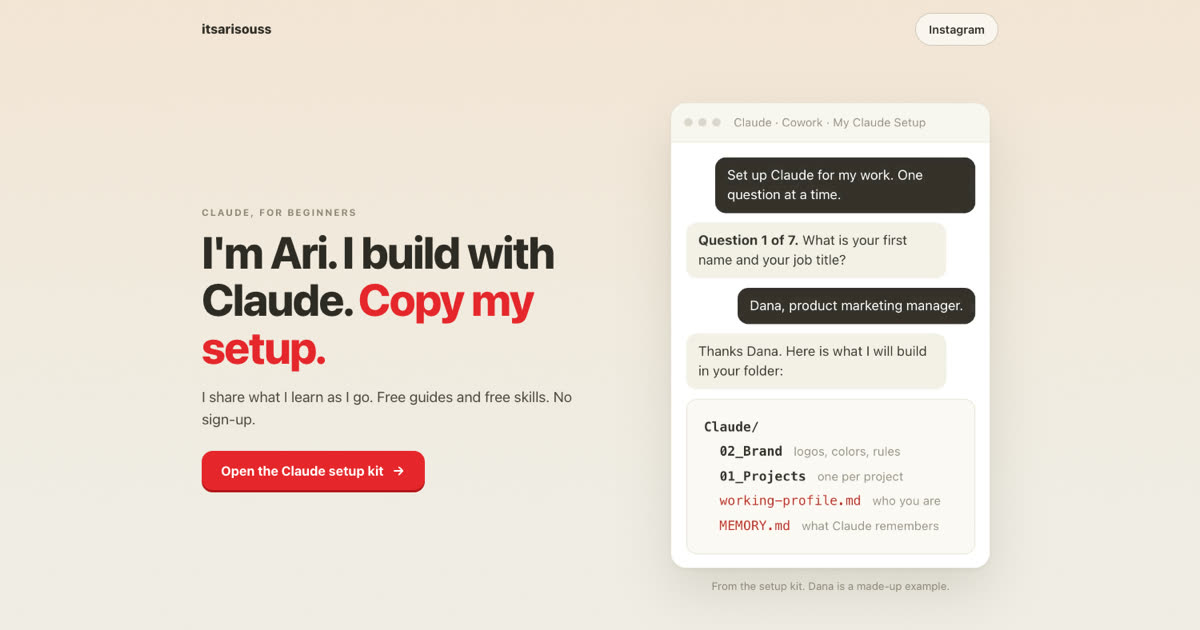 itsarisouss
Instagram
CLAUDE, FOR BEGINNERS
I'm Ari. I build with
Claude. Copy my
setup.
I share what I learn as I go. Free guides and free skills. No
sign-up.
Open the Claude setup kit →
Claude · Cowork · My Claude Setup
Set up Claude for my work. One
question at a time.
Question 1 of 7. What is your first
name and your job title?
Dana, product marketing manager.
Thanks Dana. Here is what I will build
in your folder:
Claude/
02_Brand logos, colors, rules
01_Projects one per project
working-profile.md who you are
MEMORY.md what Claude remembers
From the setup kit. Dana is a made-up example.